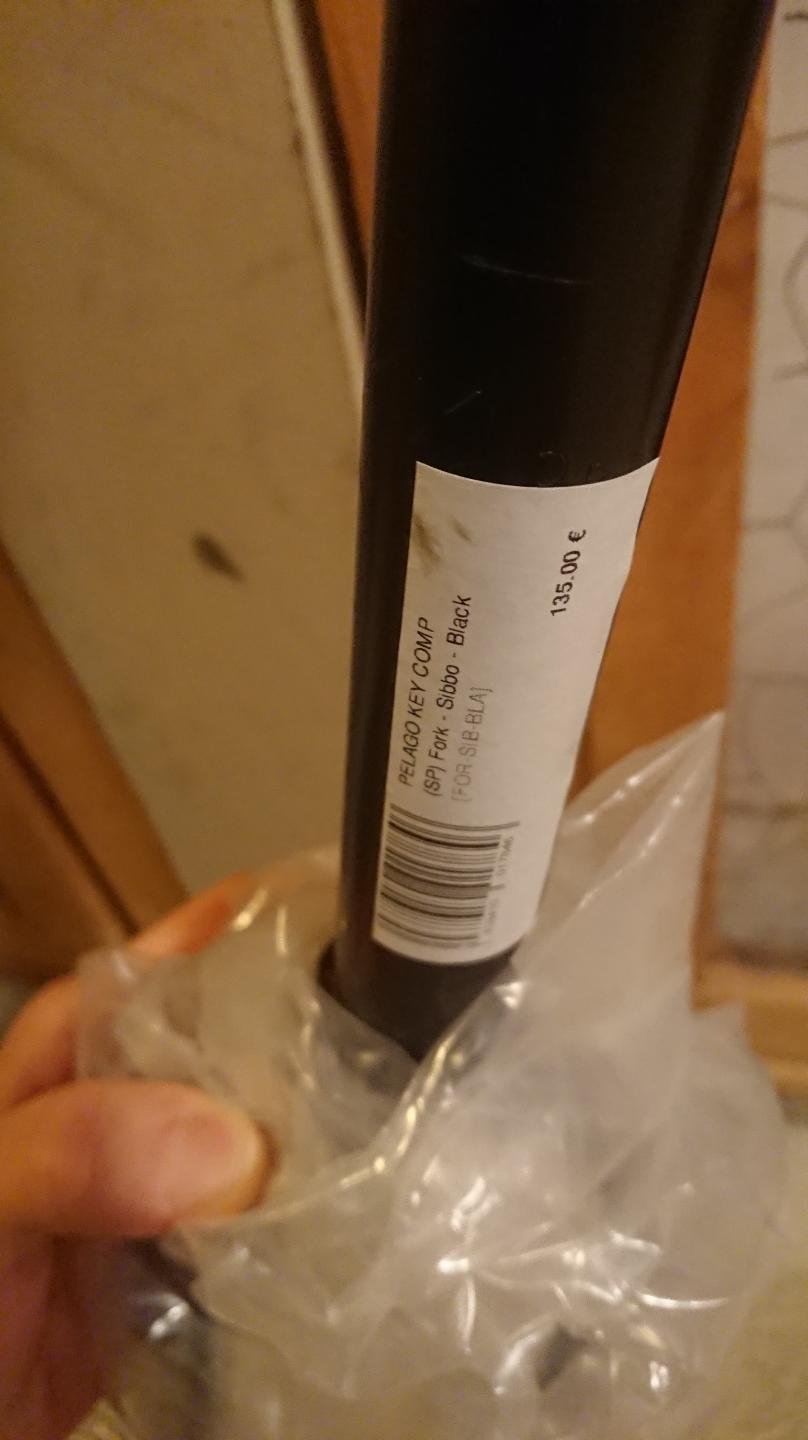 PELAGO KEY COMP
(SP) Fork - Sibbo - Black
[FOR-SIB-BLA]
135.00 €